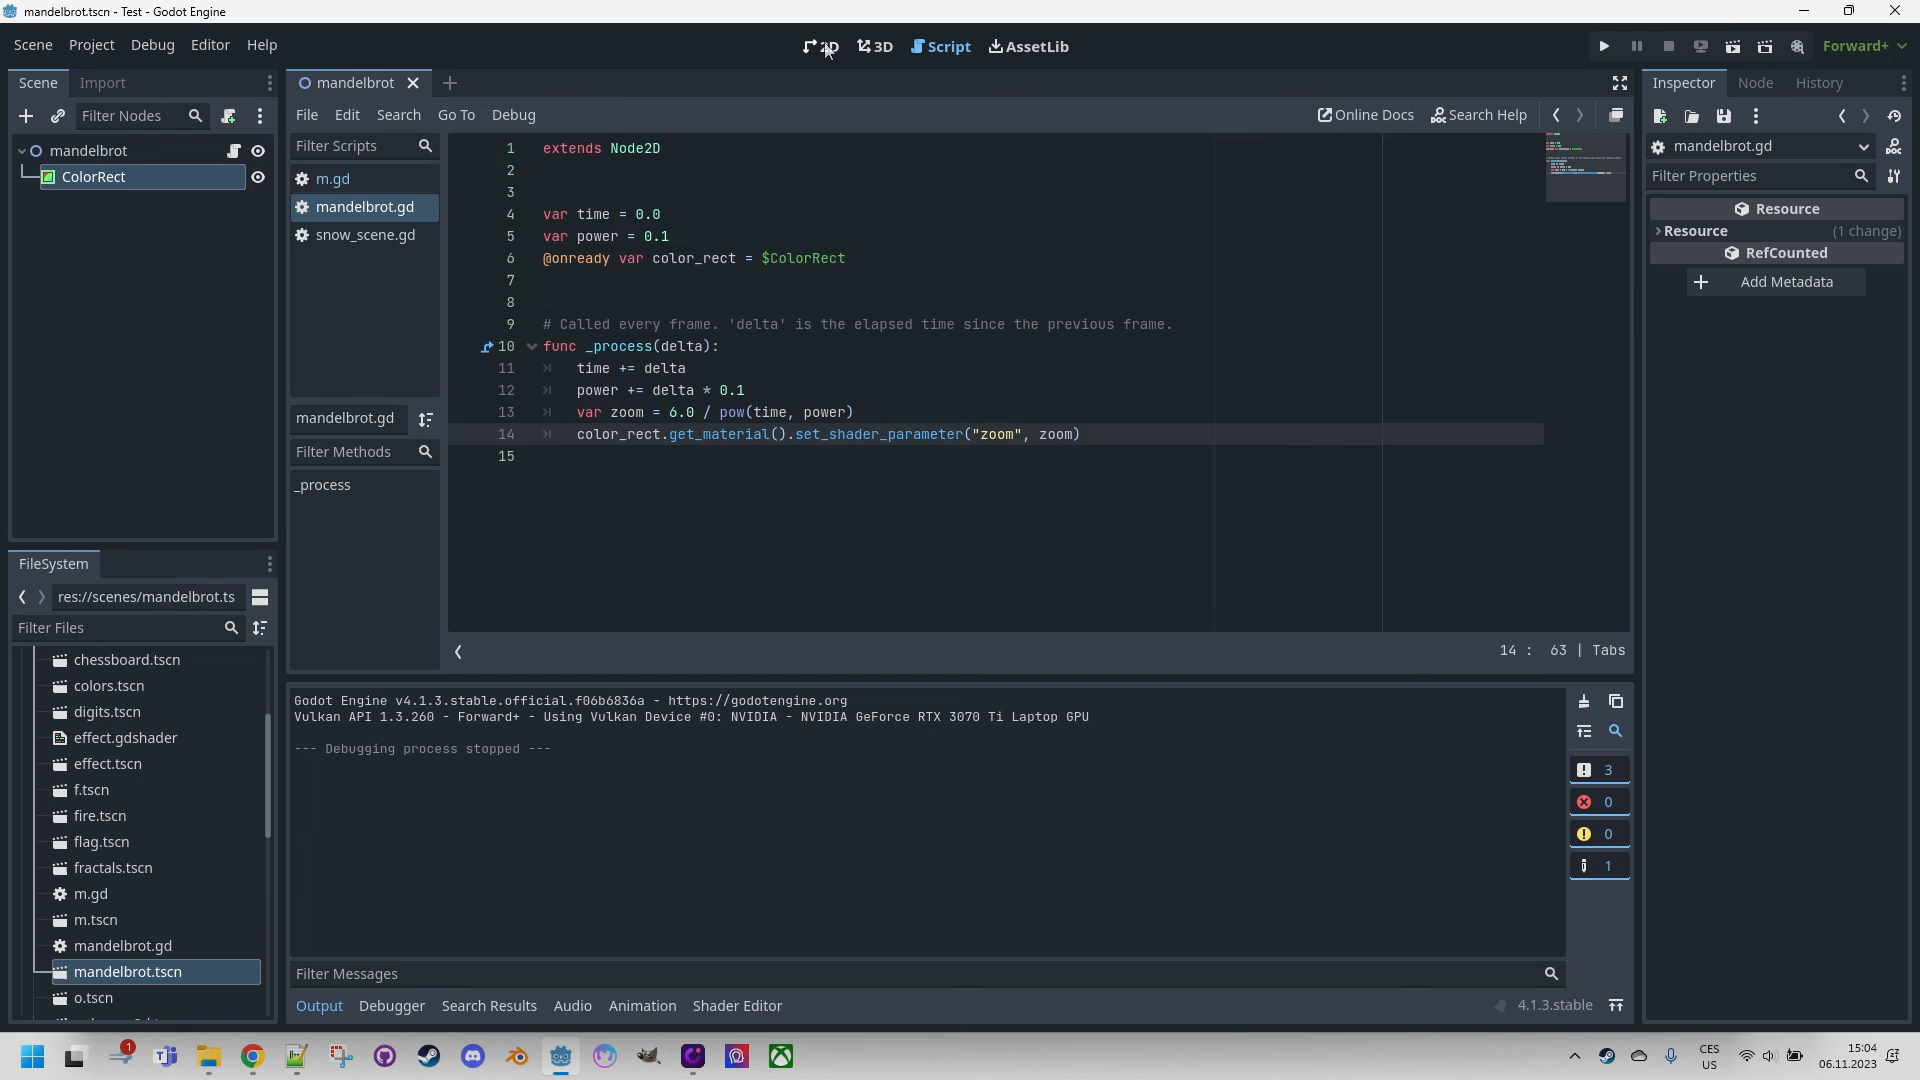 mandelbrot.tscn - Test - Godot Engine
Scene Project Debug Editor Help
2D 3D Script AssetLib
Forward+
Scene Import
Filter Nodes
mandelbrot
ColorRect
mandelbrot
File Edit Search Go To Debug
Online Docs Search Help
Filter Scripts
m.gd
mandelbrot.gd
snow_scene.gd
mandelbrot.gd
Filter Methods
_process
1 extends Node2D
2
3
4 var time = 0.0
5 var power = 0.1
6 @onready var color_rect = $ColorRect
7
8
9 # Called every frame. 'delta' is the elapsed time since the previous frame.
10 func _process(delta):
11 time += delta
12 power += delta * 0.1
13 var zoom = 6.0 / pow(time, power)
14 color_rect.get_material().set_shader_parameter("zoom", zoom)
15
14 : 63 | Tabs
Inspector Node History
mandelbrot.gd
Filter Properties
Resource
Resource (1 change)
RefCounted
Add Metadata
FileSystem
res://scenes/mandelbrot.ts
Filter Files
chessboard.tscn
colors.tscn
digits.tscn
effect.gdshader
effect.tscn
f.tscn
fire.tscn
flag.tscn
fractals.tscn
m.gd
m.tscn
mandelbrot.gd
mandelbrot.tscn
o.tscn
Godot Engine v4.1.3.stable.official.f06b6836a - https://godotengine.org
Vulkan API 1.3.260 - Forward+ - Using Vulkan Device #0: NVIDIA - NVIDIA GeForce RTX 3070 Ti Laptop GPU
--- Debugging process stopped ---
3
0
0
1
Filter Messages
Output Debugger Search Results Audio Animation Shader Editor
4.1.3.stable
1
CES
US
15:04
06.11.2023